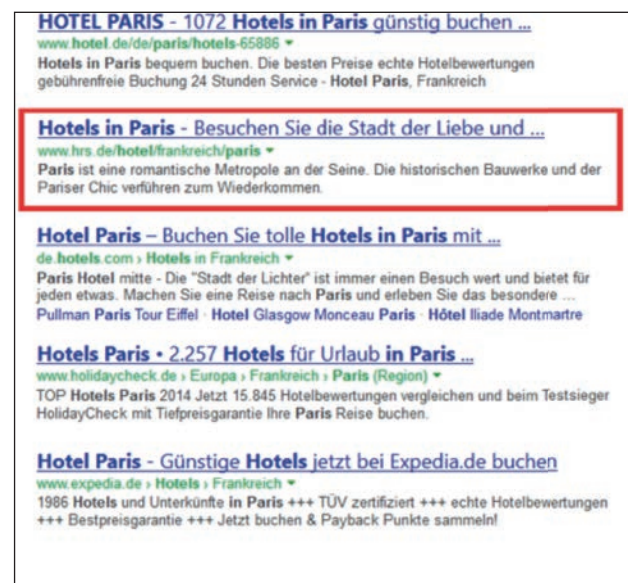 HOTEL PARIS - 1072 Hotels in Paris günstig buchen ...
www.hotel.de/de/paris/hotels-65886
Hotels in Paris bequem buchen. Die besten Preise echte Hotelbewertungen
gebührenfreie Buchung 24 Stunden Service - Hotel Paris, Frankreich
Hotels in Paris - Besuchen Sie die Stadt der Liebe und ...
www.hrs.de/hotel/frankreich/paris
Paris ist eine romantische Metropole an der Seine. Die historischen Bauwerke und der
Pariser Chic verführen zum Wiederkommen.
Hotel Paris – Buchen Sie tolle Hotels in Paris mit ...
de.hotels.com › Hotels in Frankreich
Paris Hotel mitte - Die "Stadt der Lichter" ist immer einen Besuch wert und bietet für
jeden etwas. Machen Sie eine Reise nach Paris und erleben Sie das besondere ...
Pullman Paris Tour Eiffel · Hotel Glasgow Monceau Paris · Hôtel Iliade Montmartre
Hotels Paris • 2.257 Hotels für Urlaub in Paris ...
www.holidaycheck.de › Europa › Frankreich › Paris (Region)
TOP Hotels Paris 2014 Jetzt 15.845 Hotelbewertungen vergleichen und beim Testsieger
HolidayCheck mit Tiefpreisgarantie Ihre Paris Reise buchen.
Hotel Paris - Günstige Hotels jetzt bei Expedia.de buchen
www.expedia.de › Hotels › Frankreich
1986 Hotels und Unterkünfte in Paris +++ TÜV zertifiziert +++ echte Hotelbewertungen
+++ Bestpreisgarantie +++ Jetzt buchen & Payback Punkte sammeln!